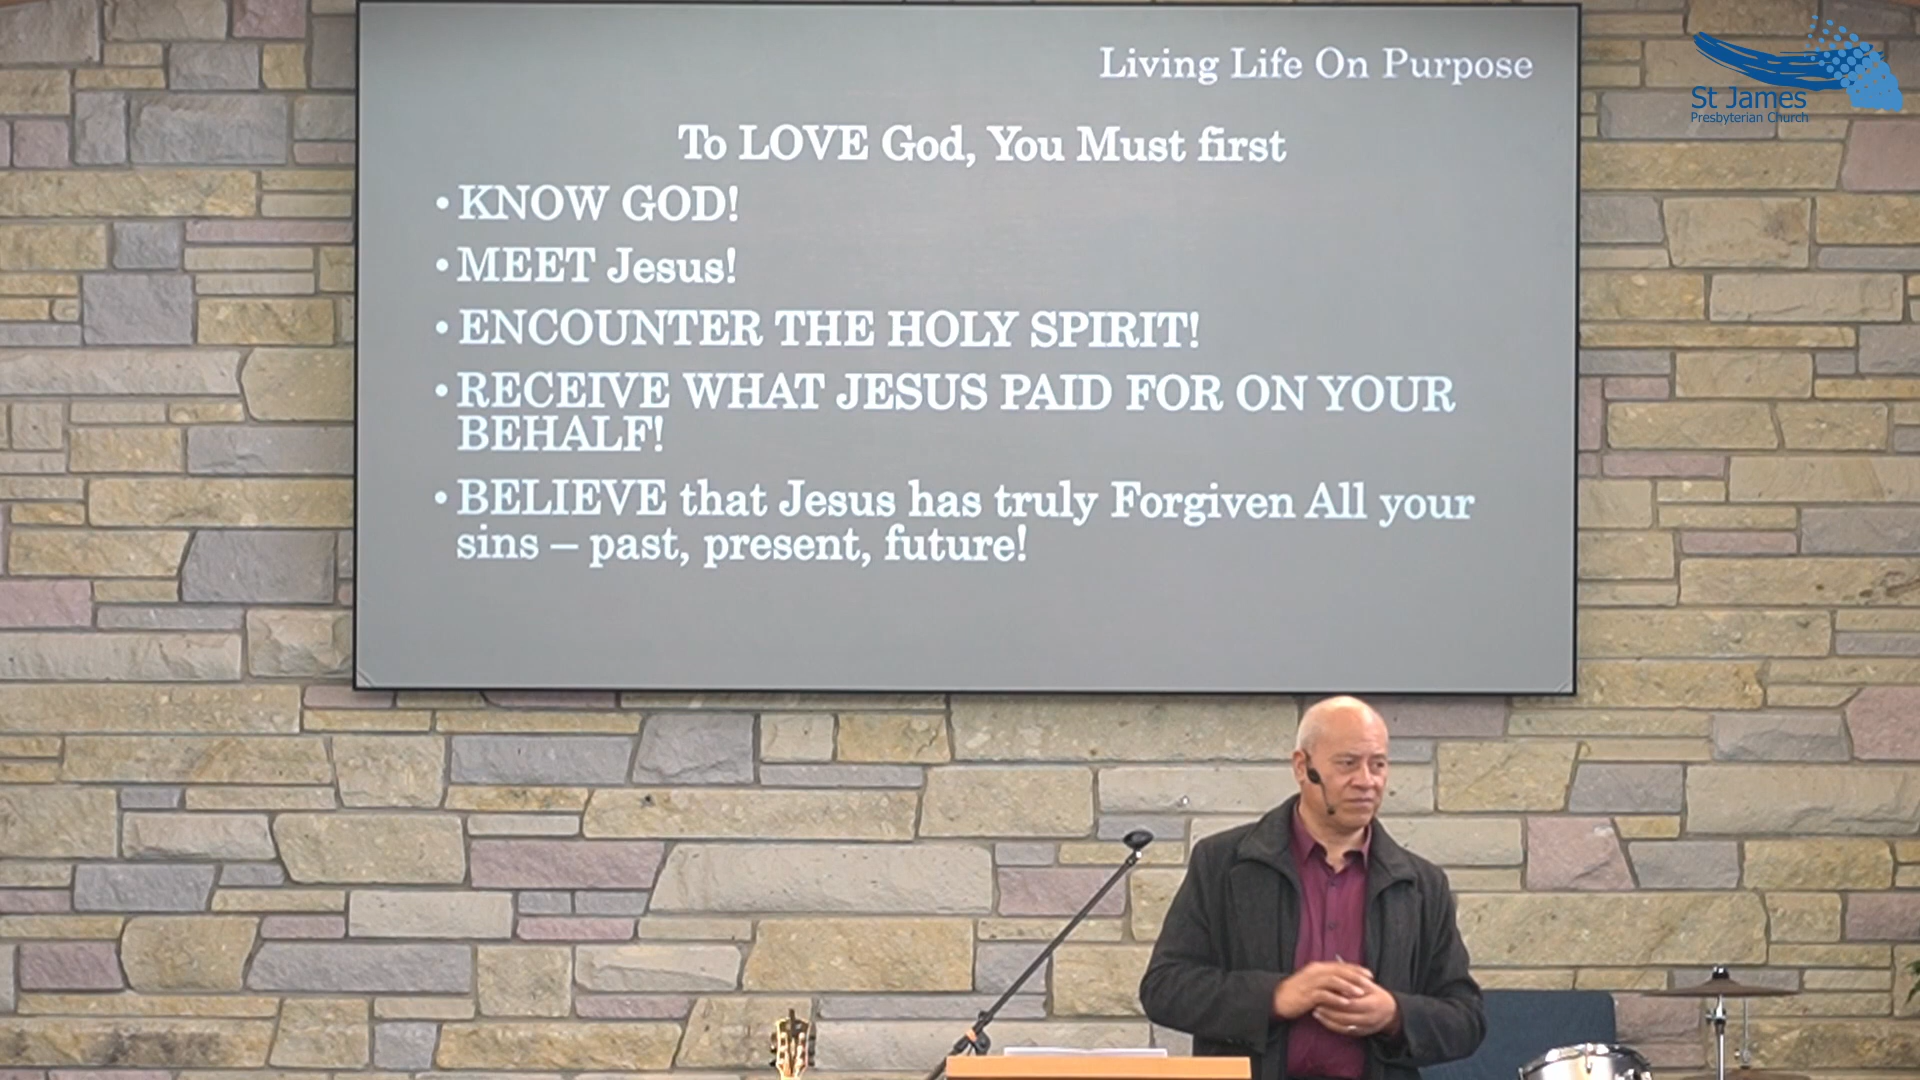 Living Life On Purpose
St James
Presbyterian Church
To LOVE God, You Must first
• KNOW GOD!
• MEET Jesus!
• ENCOUNTER THE HOLY SPIRIT!
• RECEIVE WHAT JESUS PAID FOR ON YOUR
BEHALF!
• BELIEVE that Jesus has truly Forgiven All your
sins – past, present, future!